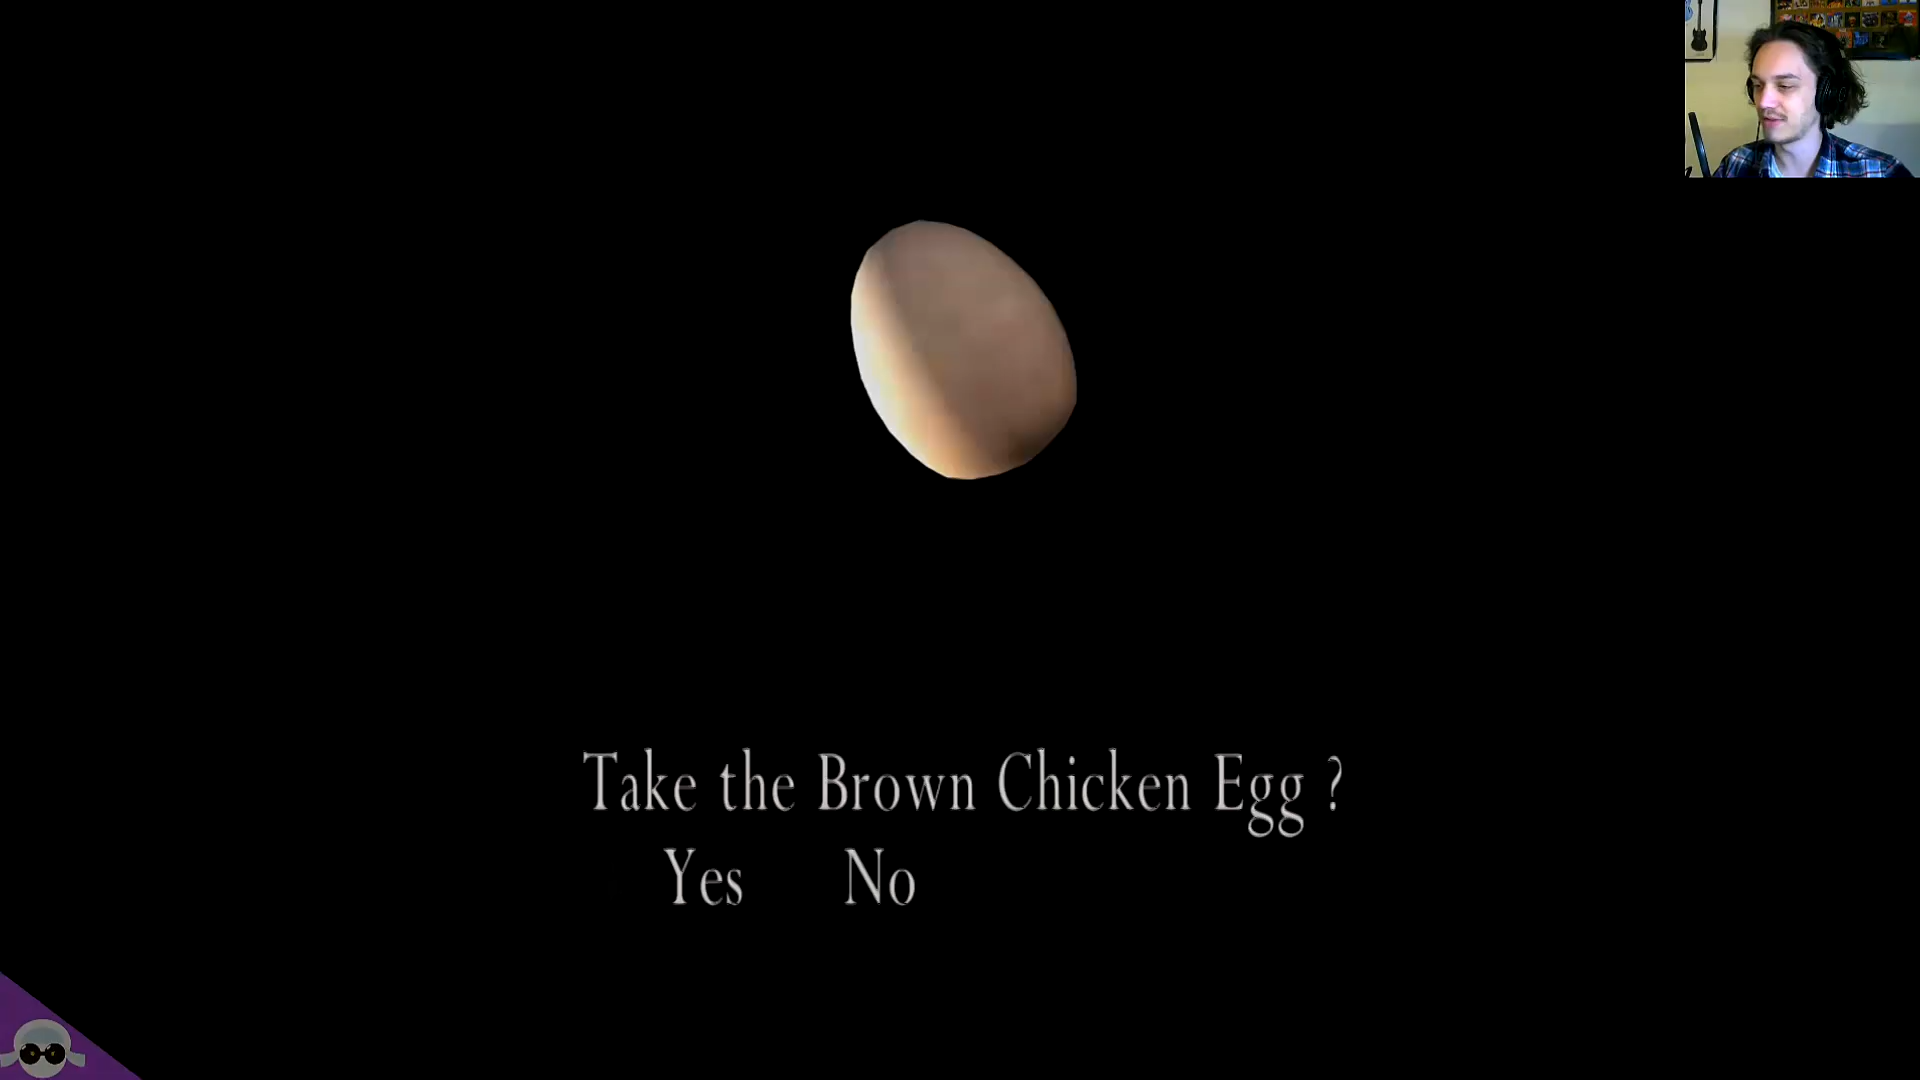 Take the Brown Chicken Egg ?
Yes No